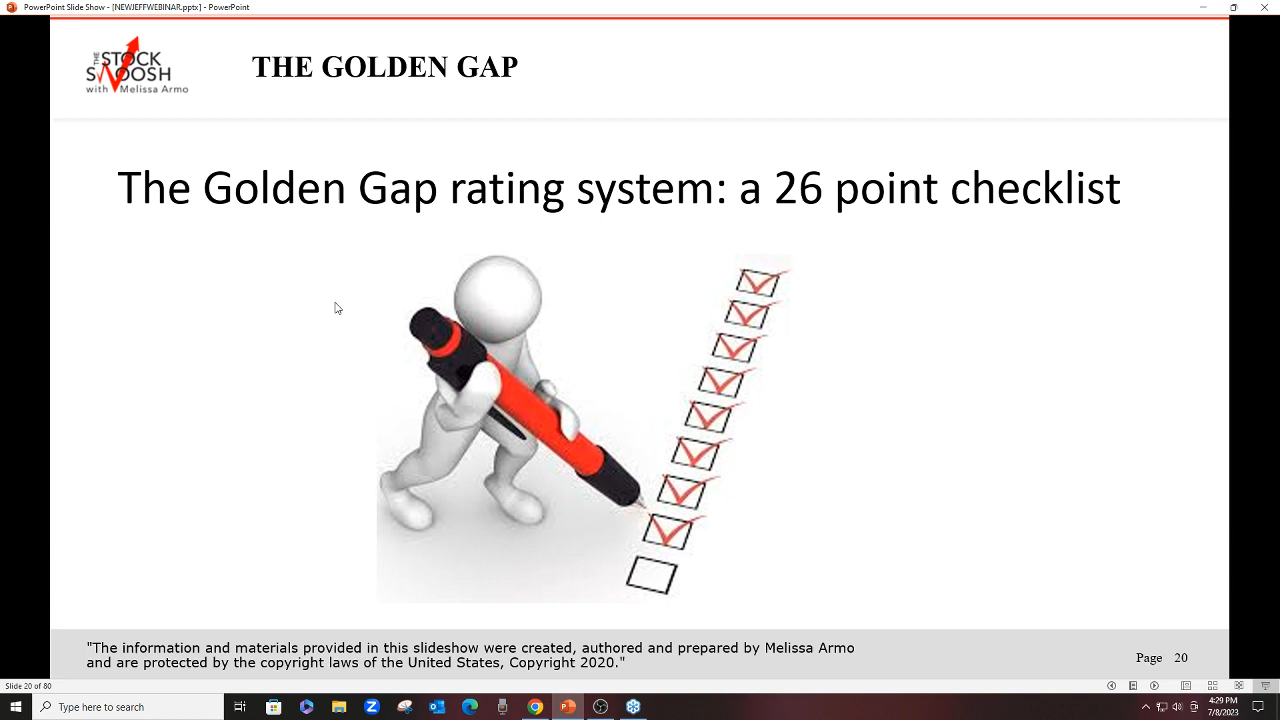 PowerPoint Slide Show - [NEWJEFFWEBINAR.pptx] - PowerPoint
THE STOCK
SWOOSH
with Melissa Armo
THE GOLDEN GAP
The Golden Gap rating system: a 26 point checklist
"The information and materials provided in this slideshow were created, authored and prepared by Melissa Armo
and are protected by the copyright laws of the United States, Copyright 2020."
Page 20
Slide 20 of 80
Type here to search
4:29 PM
7/8/2023